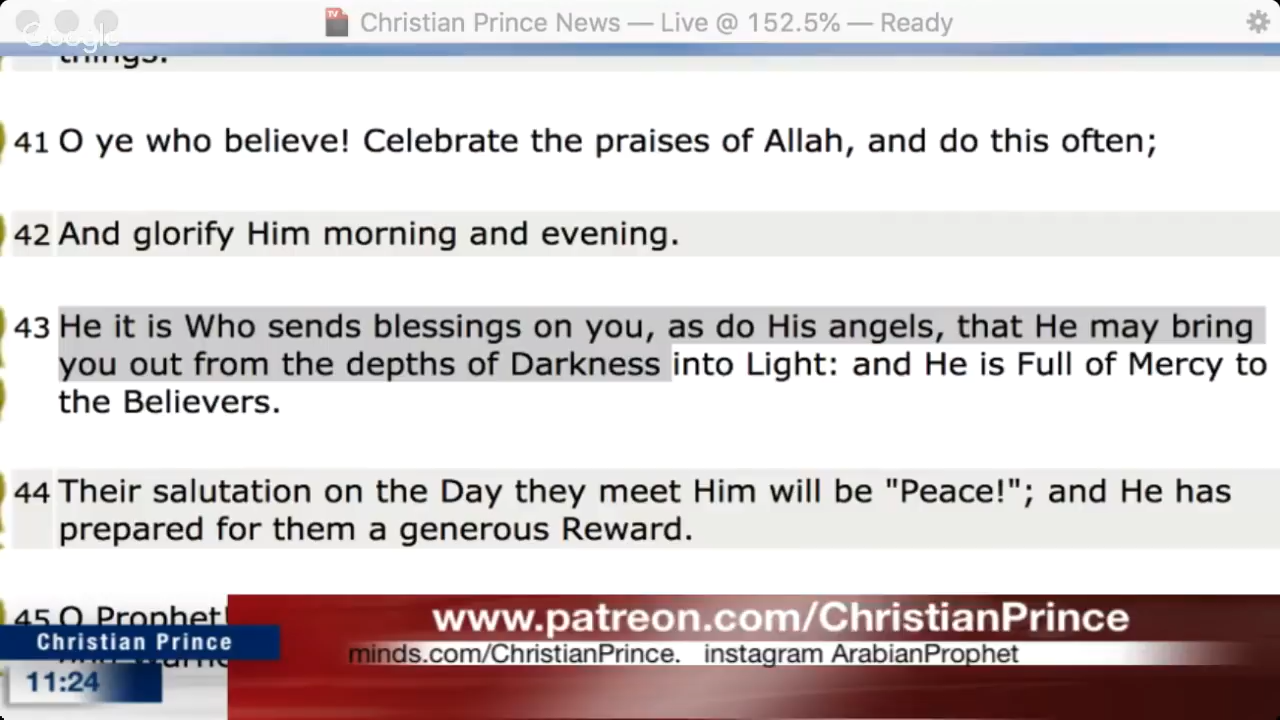 Christian Prince News — Live @ 152.5% — Ready
Google
things.
41 O ye who believe! Celebrate the praises of Allah, and do this often;
42 And glorify Him morning and evening.
43 He it is Who sends blessings on you, as do His angels, that He may bring
you out from the depths of Darkness into Light: and He is Full of Mercy to
the Believers.
44 Their salutation on the Day they meet Him will be "Peace!"; and He has
prepared for them a generous Reward.
45 O Prophet!
www.patreon.com/ChristianPrince
Christian Prince
minds.com/ChristianPrince. instagram ArabianProphet
11:24